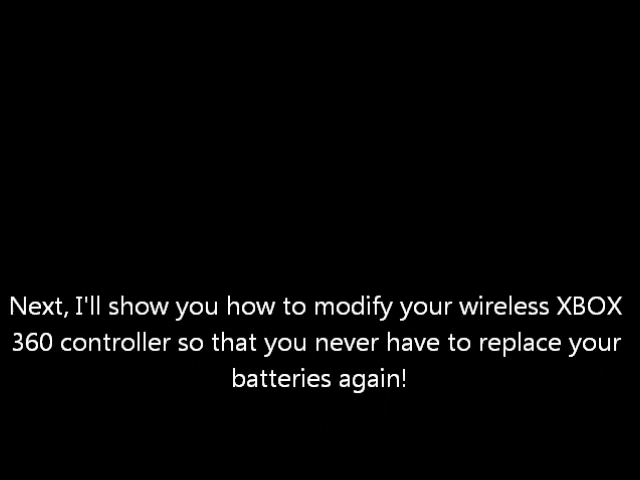 Next, I'll show you how to modify your wireless XBOX
360 controller so that you never have to replace your
batteries again!